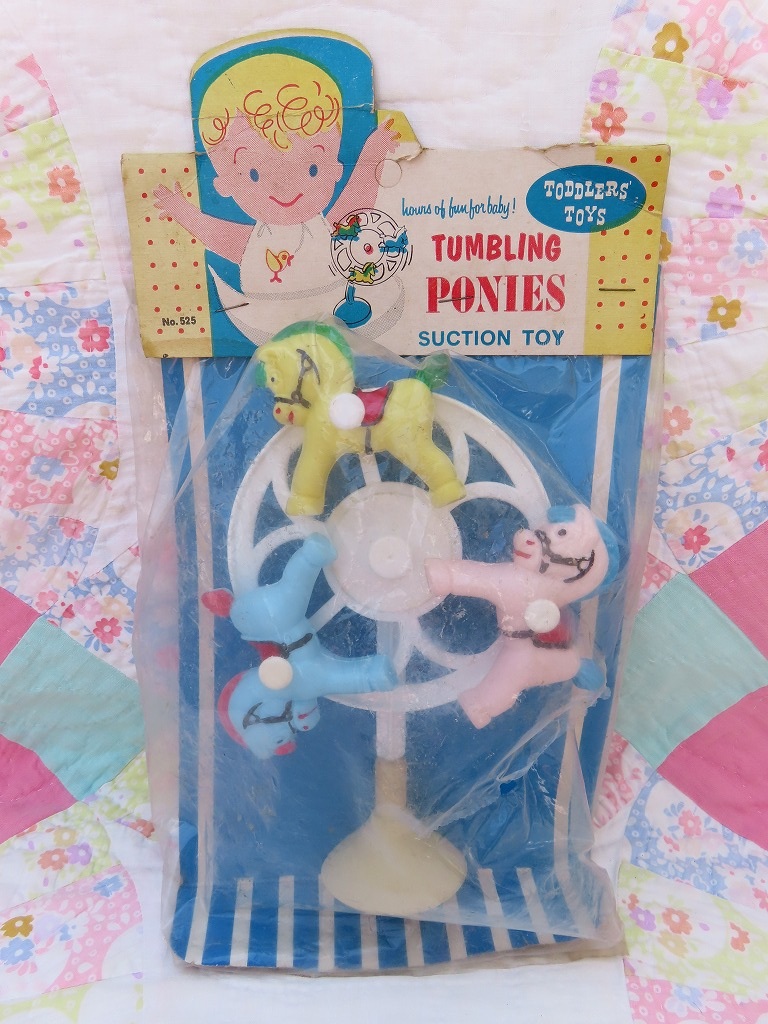 hours of fun for baby!
TODDLERS'
TOYS
TUMBLING
PONIES
SUCTION TOY
No. 525